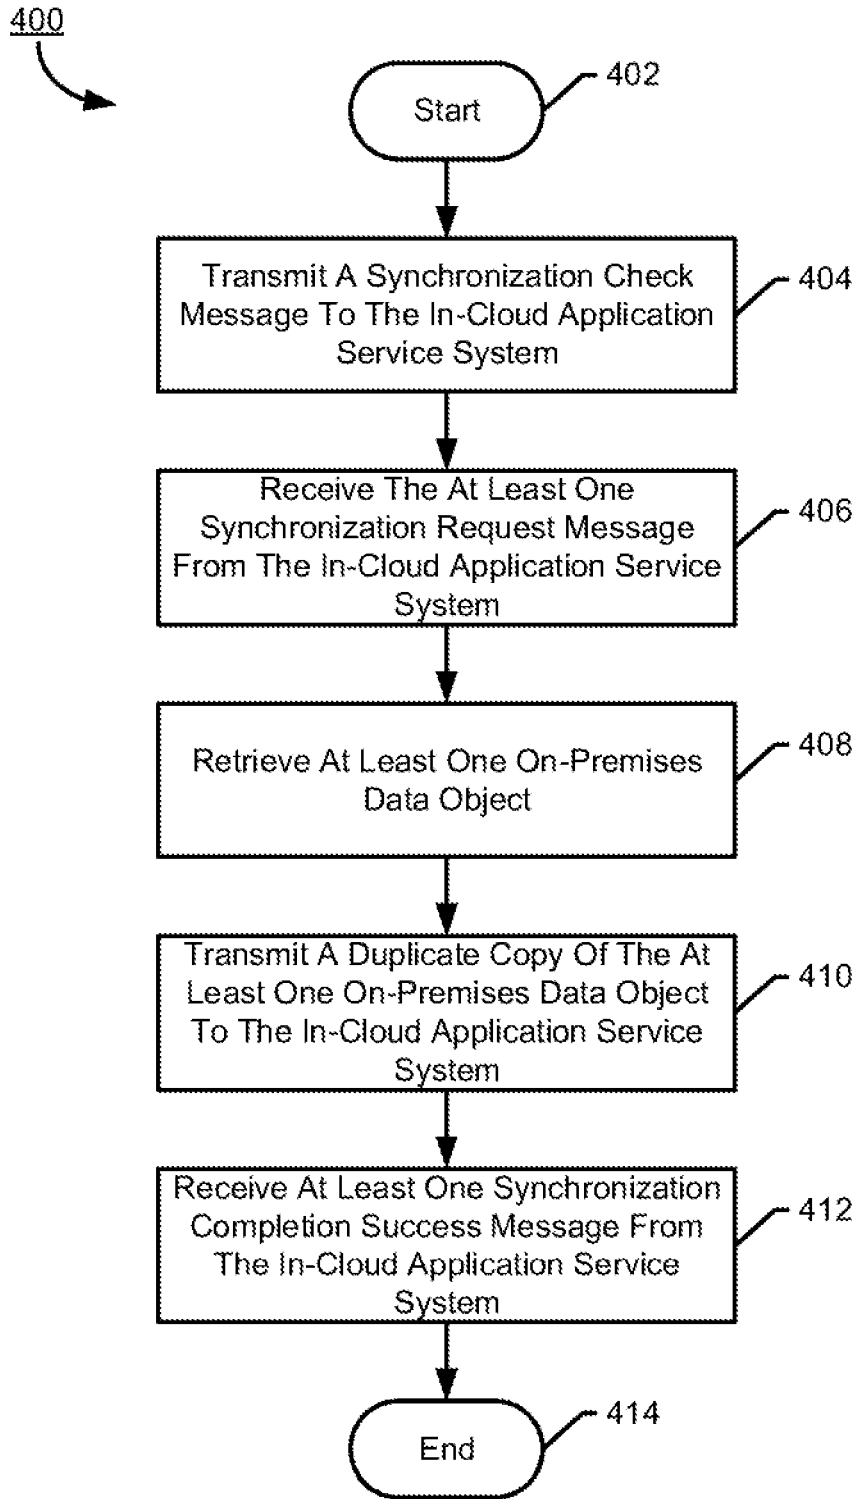 400
402
Start
Transmit A Synchronization Check
Message To The In-Cloud Application
Service System
404
Receive The At Least One
Synchronization Request Message
From The In-Cloud Application Service
System
406
Retrieve At Least One On-Premises
Data Object
408
Transmit A Duplicate Copy Of The At
Least One On-Premises Data Object
To The In-Cloud Application Service
System
410
Receive At Least One Synchronization
Completion Success Message From
The In-Cloud Application Service
System
412
414
End